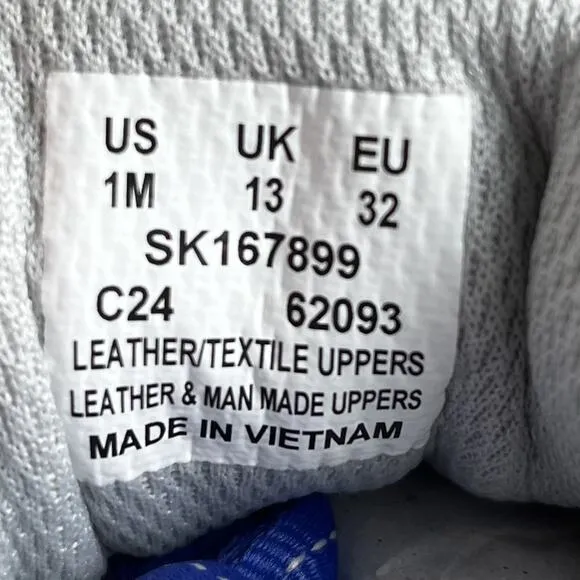 US UK EU
1M 13 32
SK167899
C24 62093
LEATHER/TEXTILE UPPERS
LEATHER & MAN MADE UPPERS
MADE IN VIETNAM